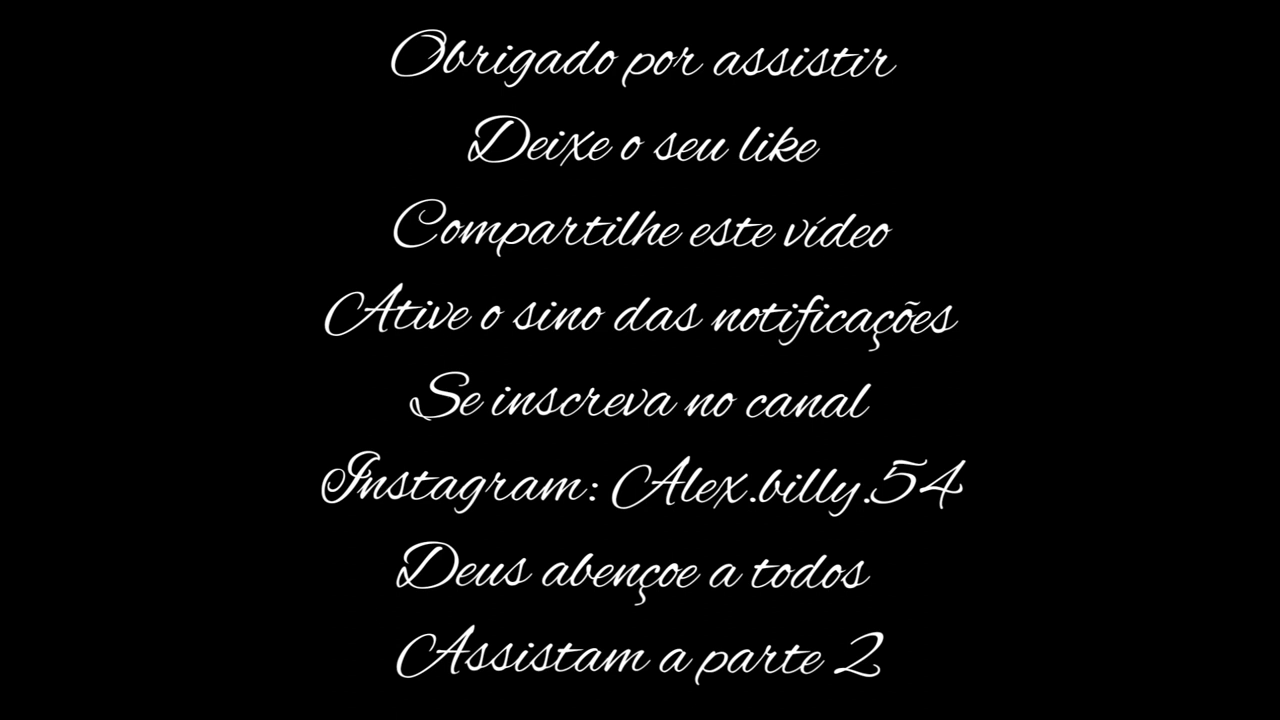 Obrigado por assistir
Deixe o seu like
Compartilhe este vídeo
Ative o sino das notificações
Se inscreva no canal
Instagram: Alex.billy.54
Deus abençoe a todos
Assistam a parte 2